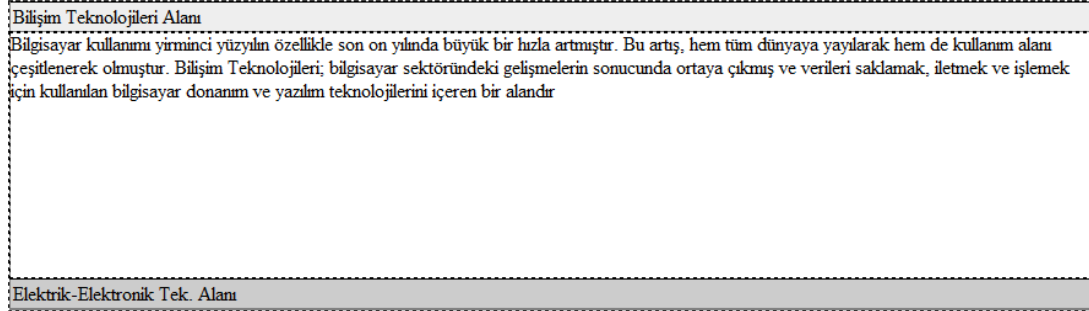 Bilişim Teknolojileri Alanı
Bilgisayar kullanımı yirminci yüzyılın özellikle son on yılında büyük bir hızla artmıştır. Bu artış, hem tüm dünyaya yayılarak hem de kullanım alanı
çeşitlenerek olmuştur. Bilişim Teknolojileri; bilgisayar sektöründeki gelişmelerin sonucunda ortaya çıkmış ve verileri saklamak, iletmek ve işlemek
için kullanılan bilgisayar donanım ve yazılım teknolojilerini içeren bir alandır
Elektrik-Elektronik Tek. Alanı